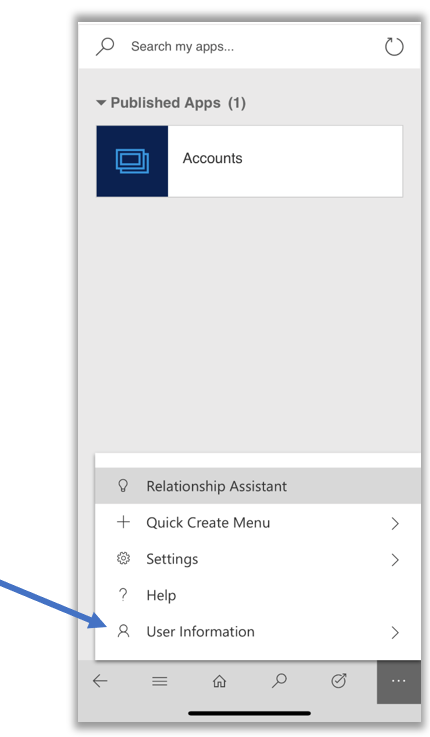 Search my apps...
Published Apps (1)
Accounts
Relationship Assistant
Quick Create Menu
Settings
Help
User Information